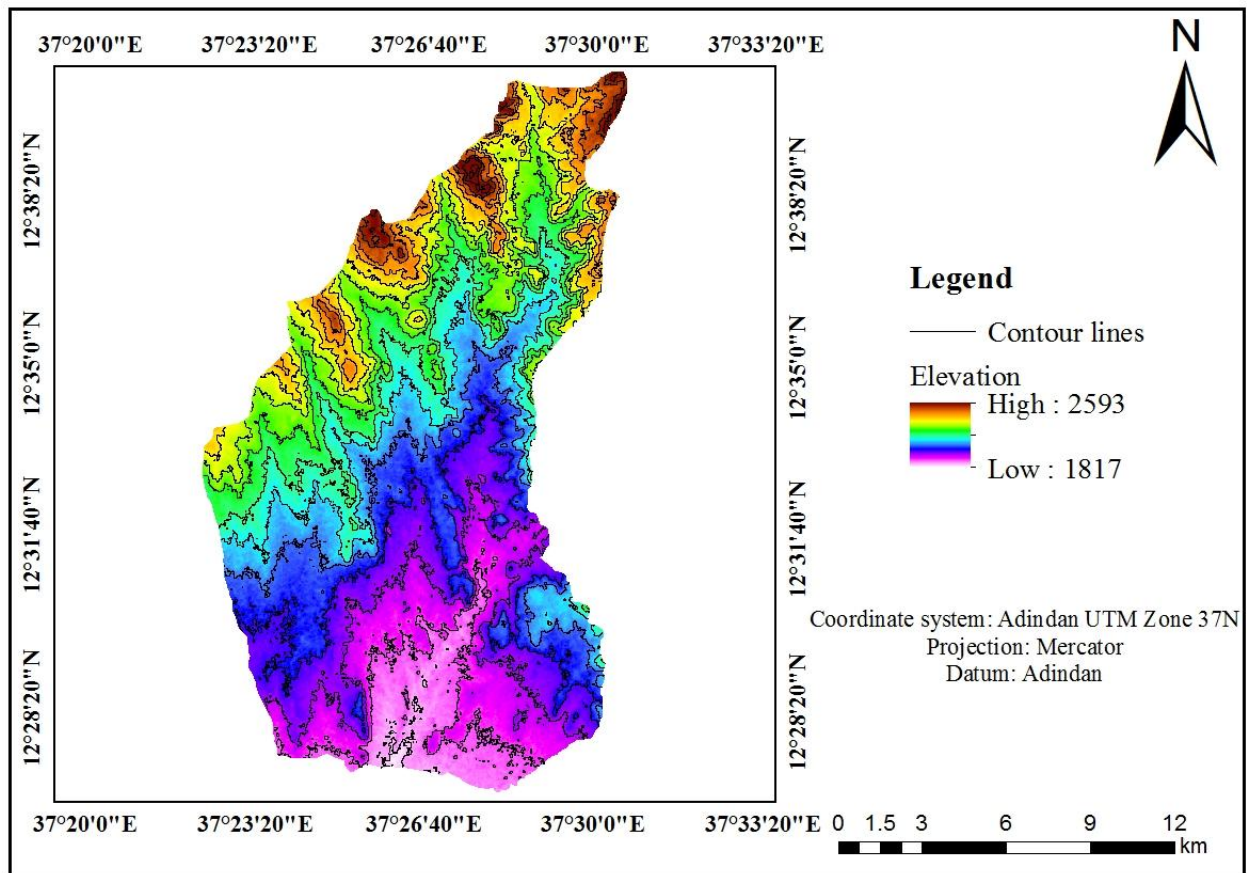 37°20'0"E 37°23'20"E 37°26'40"E 37°30'0"E 37°33'20"E
N
12°38'20"N
12°35'0"N
12°31'40"N
12°28'20"N
12°38'20"N
12°35'0"N
12°31'40"N
12°28'20"N
Legend
Contour lines
Elevation
High : 2593
Low : 1817
Coordinate system: Adindan UTM Zone 37N
Projection: Mercator
Datum: Adindan
37°20'0"E 37°23'20"E 37°26'40"E 37°30'0"E 37°33'20"E
0 1.5 3 6 9 12
km